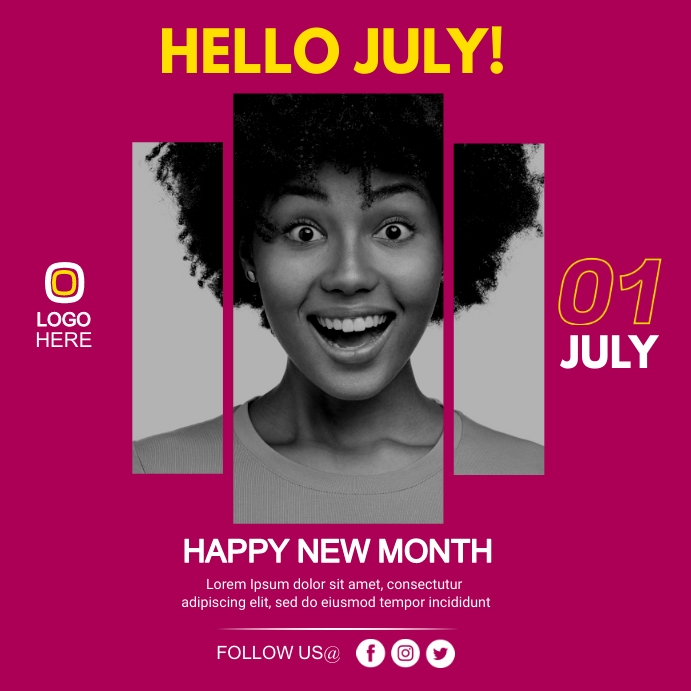 HELLO JULY!
LOGO
HERE
01
JULY
HAPPY NEW MONTH
Lorem Ipsum dolor sit amet, consectutur
adipiscing elit, sed do eiusmod tempor incididunt
FOLLOW US@